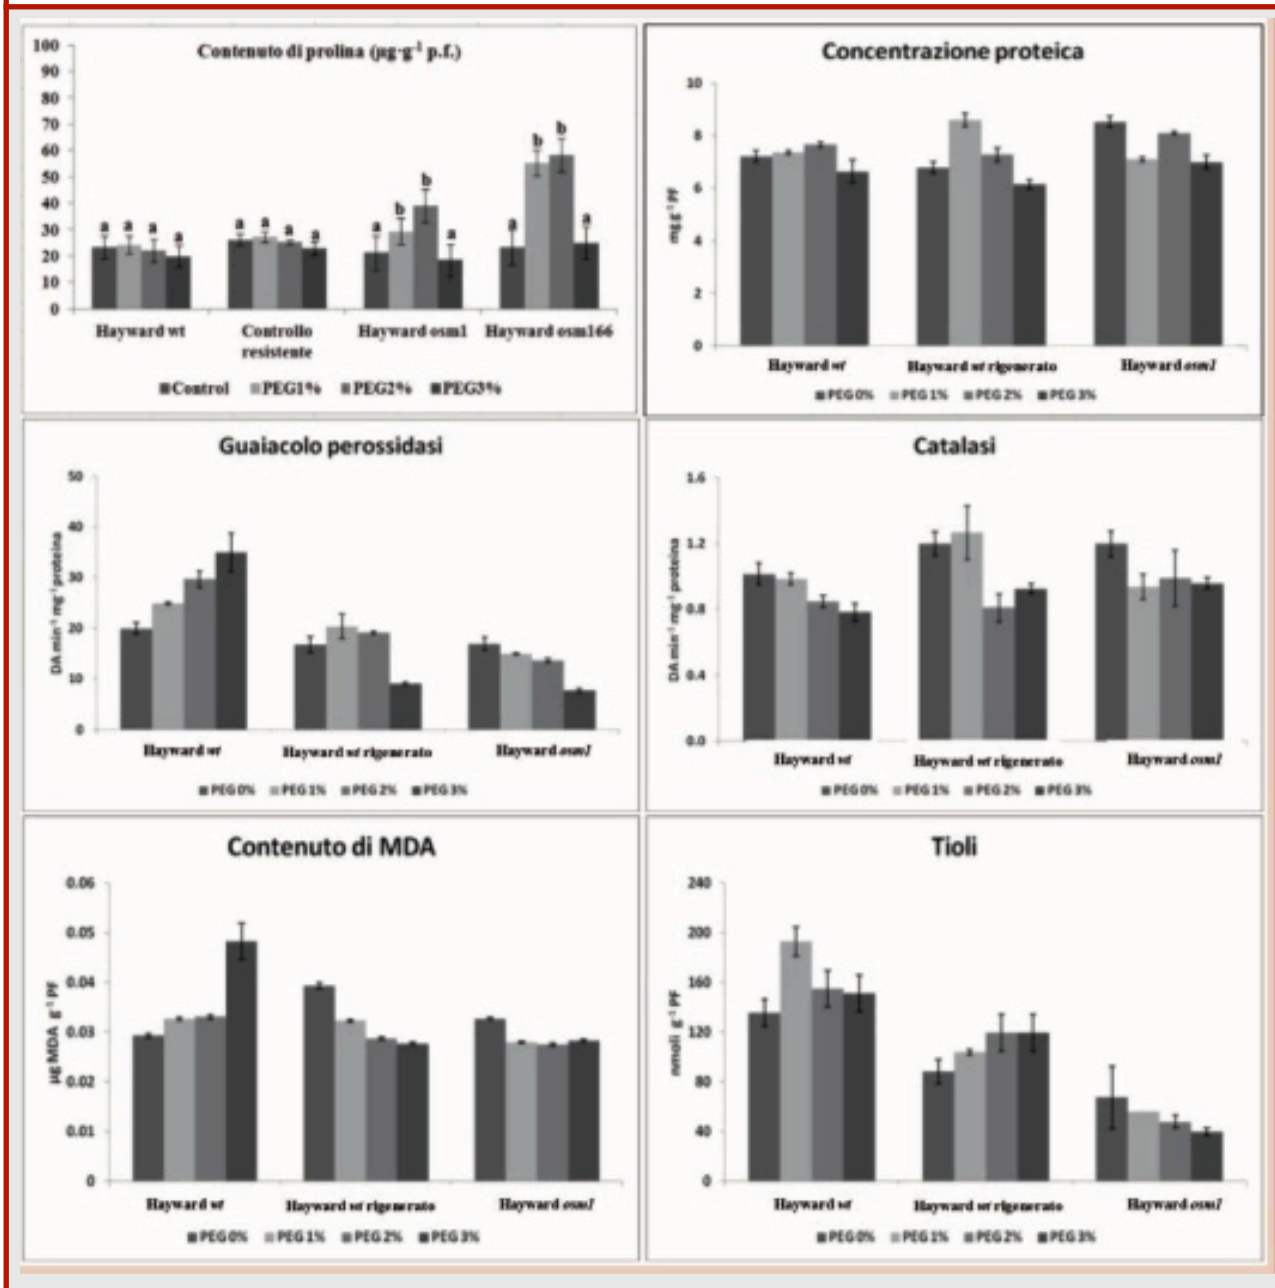 Contenuto di prolina (µg·g-1 p.f.)
100
90
80
70
60
50
40
30
20
10
0
a a a a
a a a a
a b b a
a b b a
Hayward wt
Controllo
resistente
Hayward osm1
Hayward osm166
Control PEG1% PEG2% PEG3%
Concentrazione proteica
mg g-1 PF
10
8
6
4
2
0
Hayward wt
Hayward wt rigenerato
Hayward osm1
PEG 0% PEG 1% PEG 2% PEG 3%
Guaiacolo perossidasi
DA min-1 mg-1 proteina
50
40
30
20
10
0
Hayward wt
Hayward wt rigenerato
Hayward osm1
PEG 0% PEG 1% PEG 2% PEG 3%
Catalasi
DA min-1 mg-1 proteina
1.6
1.2
0.8
0.4
0.0
Hayward wt
Hayward wt rigenerato
Hayward osm1
PEG 0% PEG 1% PEG 2% PEG 3%
Contenuto di MDA
µg MDA g-1 PF
0.06
0.05
0.04
0.03
0.02
0.01
0
Hayward wt
Hayward wt rigenerato
Hayward osm1
PEG 0% PEG 1% PEG 2% PEG 3%
Tioli
nmoli g-1 PF
240
200
160
120
80
40
0
Hayward wt
Hayward wt rigenerato
Hayward osm1
PEG 0% PEG 1% PEG 2% PEG 3%